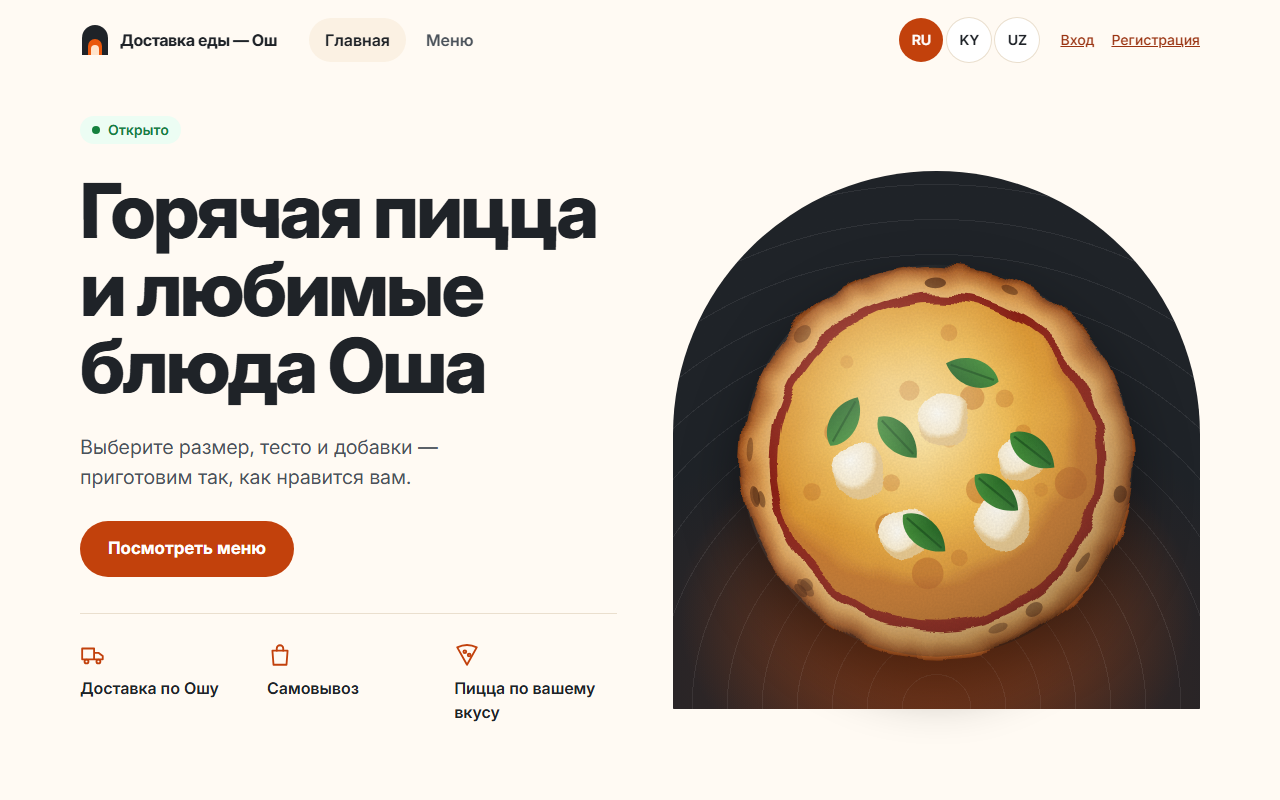 Доставка еды — Ош
Главная
Меню
RU
KY
UZ
Вход
Регистрация
Открыто
Горячая пицца
и любимые
блюда Оша
Выберите размер, тесто и добавки —
приготовим так, как нравится вам.
Посмотреть меню
Доставка по Ошу
Самовывоз
Пицца по вашему
вкусу